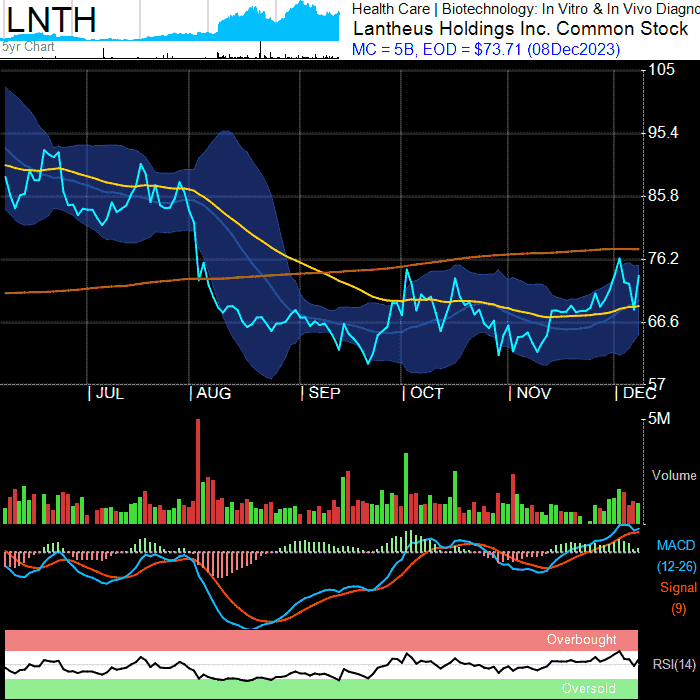 LNTH
5yr Chart
Health Care | Biotechnology: In Vitro & In Vivo Diagno
Lantheus Holdings Inc. Common Stock
MC = 5B, EOD = $73.71 (08Dec2023)
105
95.4
85.8
76.2
66.6
57
| JUL | AUG | SEP | OCT | NOV | DEC
5M
Volume
MACD
(12-26)
Signal
(9)
Overbought
RSI(14)
Oversold